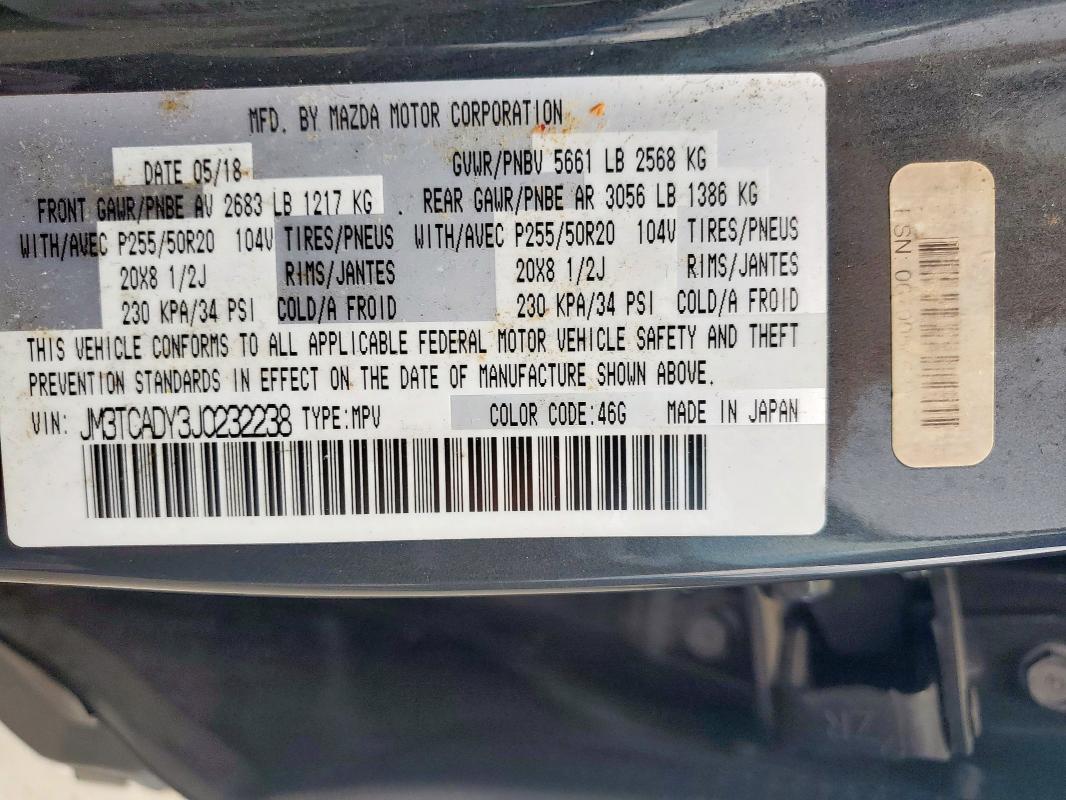 MFD. BY MAZDA MOTOR CORPORATION
DATE 05/18 GVWR/PNBV 5661 LB 2568 KG
FRONT GAWR/PNBE AV 2683 LB 1217 KG . REAR GAWR/PNBE AR 3056 LB 1386 KG
WITH/AVEC P255/50R20 104V TIRES/PNEUS WITH/AVEC P255/50R20 104V TIRES/PNEUS
20X8 1/2J RIMS/JANTES 20X8 1/2J RIMS/JANTES
230 KPA/34 PSI COLD/A FROID 230 KPA/34 PSI COLD/A FROID
THIS VEHICLE CONFORMS TO ALL APPLICABLE FEDERAL MOTOR VEHICLE SAFETY AND THEFT
PREVENTION STANDARDS IN EFFECT ON THE DATE OF MANUFACTURE SHOWN ABOVE.
VIN: JM3TCADY3J0232238 TYPE:MPV COLOR CODE:46G MADE IN JAPAN